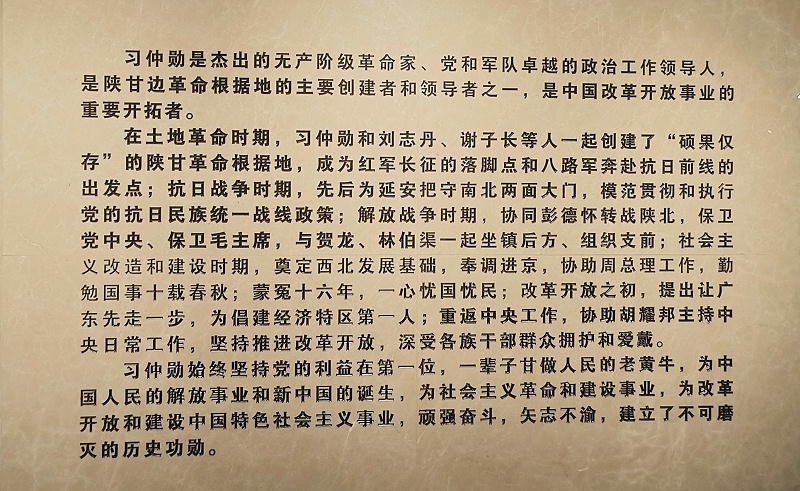 习仲勋是杰出的无产阶级革命家、党和军队卓越的政治工作领导人，
是陕甘边革命根据地的主要创建者和领导者之一，是中国改革开放事业的
重要开拓者。
在土地革命时期，习仲勋和刘志丹、谢子长等人一起创建了“硕果仅
存”的陕甘革命根据地，成为红军长征的落脚点和八路军奔赴抗日前线的
出发点；抗日战争时期，先后为延安把守南北两面大门，模范贯彻和执行
党的抗日民族统一战线政策；解放战争时期，协同彭德怀转战陕北，保卫
党中央、保卫毛主席，与贺龙、林伯渠一起坐镇后方、组织支前；社会主
义改造和建设时期，奠定西北发展基础，奉调进京，协助周总理工作，勤
勉国事十载春秋；蒙冤十六年，一心忧国忧民；改革开放之初，提出让广
东先走一步，为倡建经济特区第一人；重返中央工作，协助胡耀邦主持中
央日常工作，坚持推进改革开放，深受各族干部群众拥护和爱戴。
习仲勋始终坚持党的利益在第一位，一辈子甘做人民的老黄牛，为中
国人民的解放事业和新中国的诞生，为社会主义革命和建设事业，为改革
开放和建设中国特色社会主义事业，顽强奋斗，矢志不渝，建立了不可磨
灭的历史功勋。